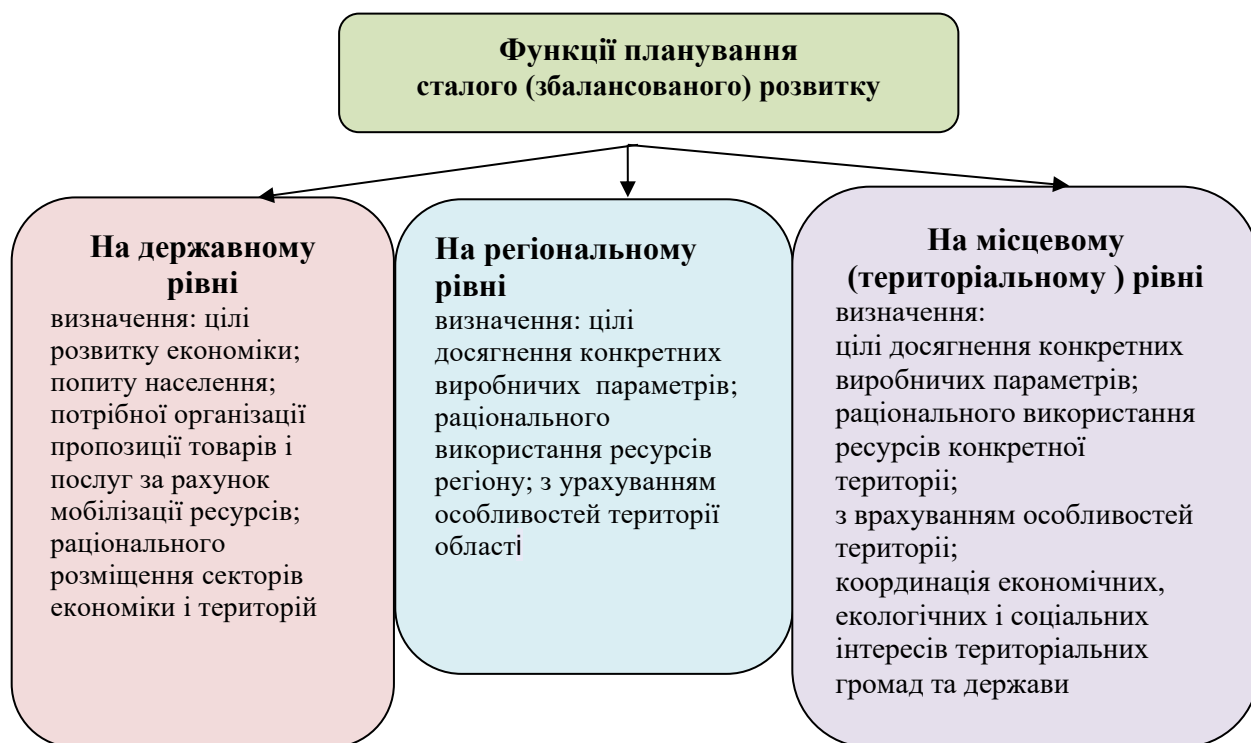 Функції планування
сталого (збалансованого) розвитку
На державному
рівні
визначення: цілі
розвитку економіки;
попиту населення;
потрібної організації
пропозиції товарів і
послуг за рахунок
мобілізації ресурсів;
раціонального
розміщення секторів
економіки і територій
На регіональному
рівні
визначення: цілі
досягнення конкретних
виробничих параметрів;
раціонального
використання ресурсів
регіону; з урахуванням
особливостей території
області
На місцевому
(територіальному ) рівні
визначення:
цілі досягнення конкретних
виробничих параметрів;
раціонального використання
ресурсів конкретної
територіі;
з врахуванням особливостей
територіі;
координація економічних,
екологічних і соціальних
інтересів територіальних
громад та держави